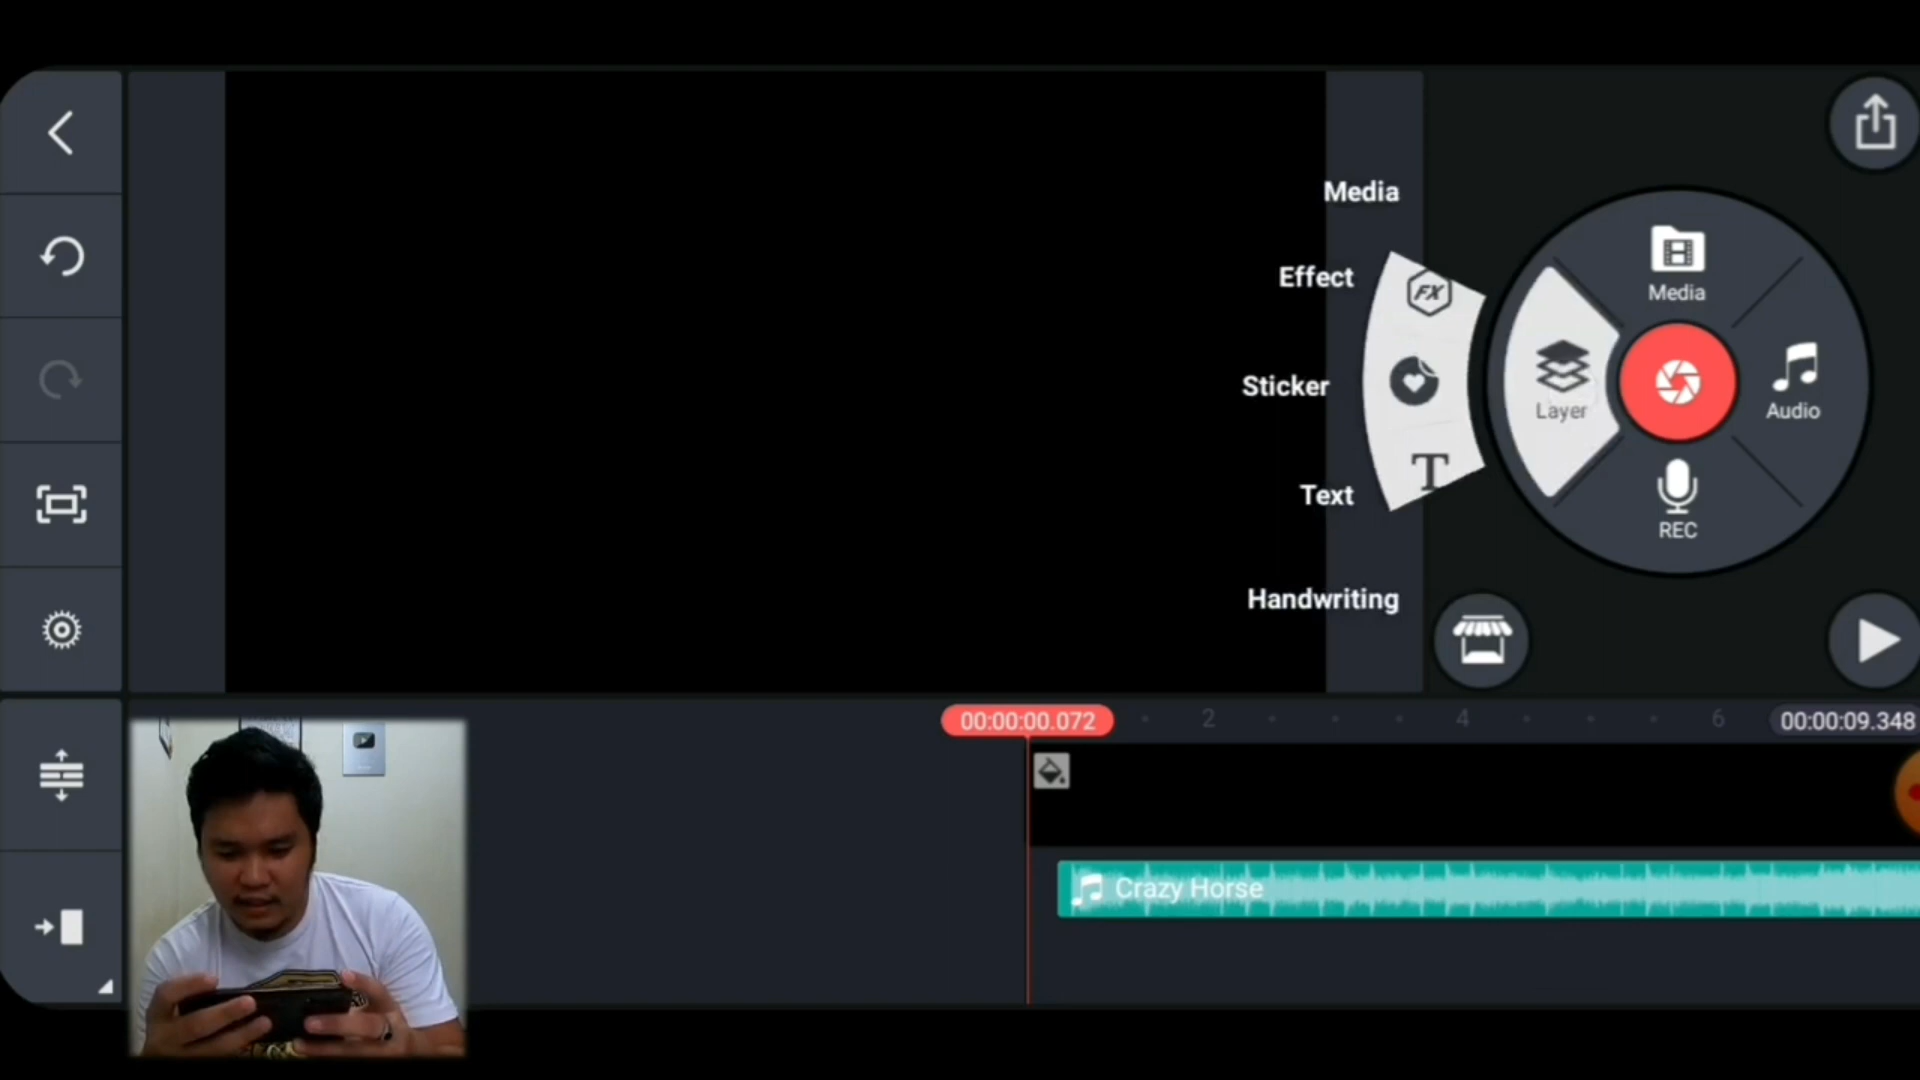 Media
Effect
FX
Sticker
T
Text
Handwriting
Media
Layer
Audio
REC
00:00:00.072
2
4
6
00:00:09.348
Crazy Horse